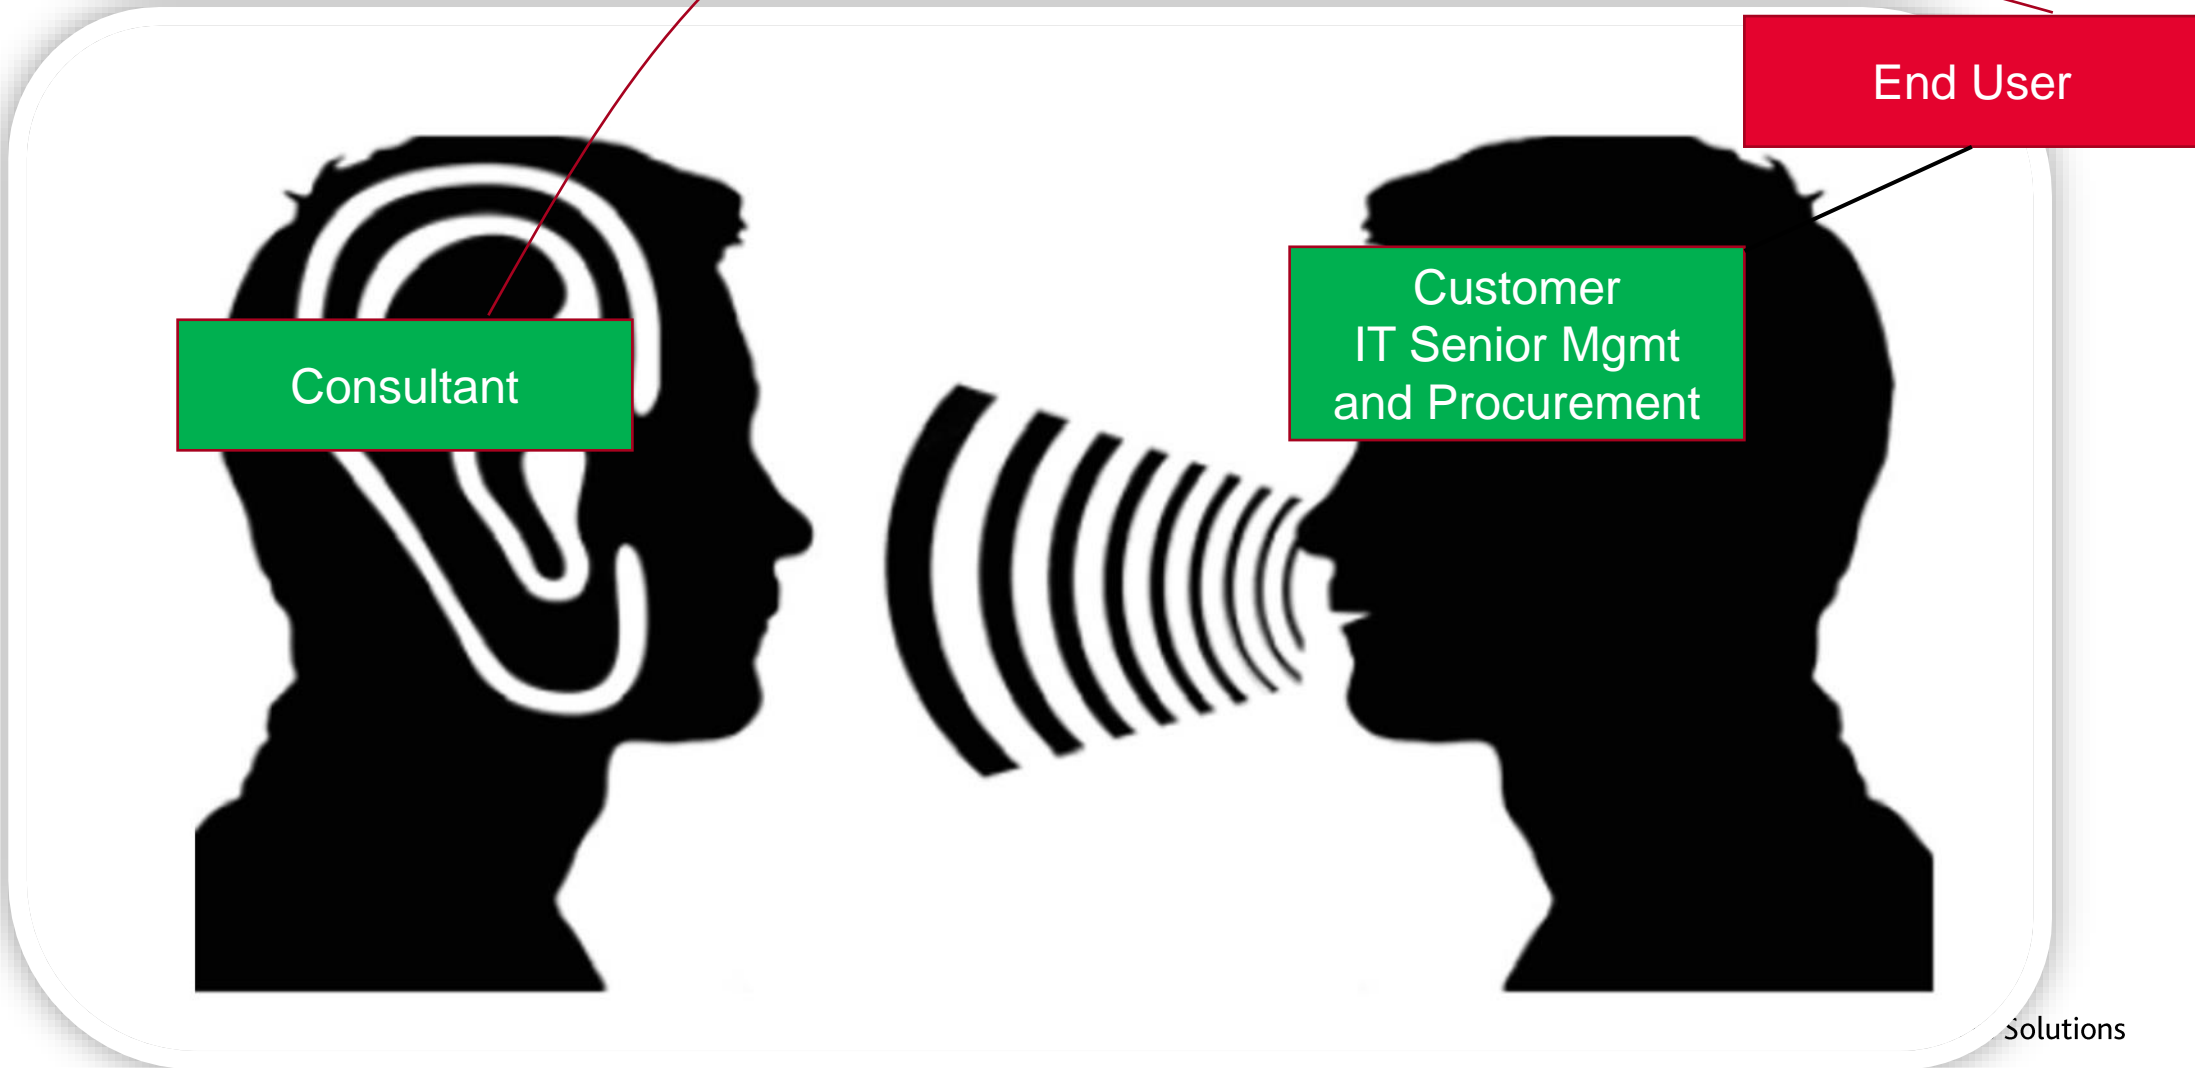 End User
Customer
IT Senior Mgmt
and Procurement
Consultant
Solutions